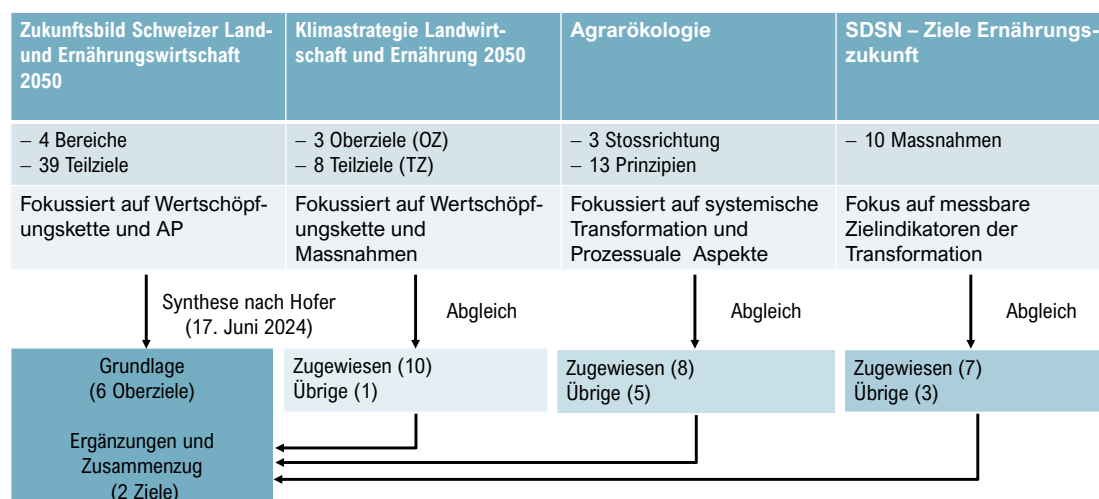 Zukunftsbild Schweizer Land-
und Ernährungswirtschaft
2050
Klimastrategie Landwirt-
schaft und Ernährung 2050
Agrarökologie
SDSN – Ziele Ernährungs-
zukunft
– 4 Bereiche
– 39 Teilziele
– 3 Oberziele (OZ)
– 8 Teilziele (TZ)
– 3 Stossrichtung
– 13 Prinzipien
– 10 Massnahmen
Fokussiert auf Wertschöpf-
ungskette und AP
Fokussiert auf Wertschöpf-
ungskette und
Massnahmen
Fokussiert auf systemische
Transformation und
Prozessuale Aspekte
Fokus auf messbare
Zielindikatoren der
Transformation
Synthese nach Hofer
(17. Juni 2024)
Abgleich
Abgleich
Abgleich
Grundlage
(6 Oberziele)
Ergänzungen und
Zusammenzug
(2 Ziele)
Zugewiesen (10)
Übrige (1)
Zugewiesen (8)
Übrige (5)
Zugewiesen (7)
Übrige (3)